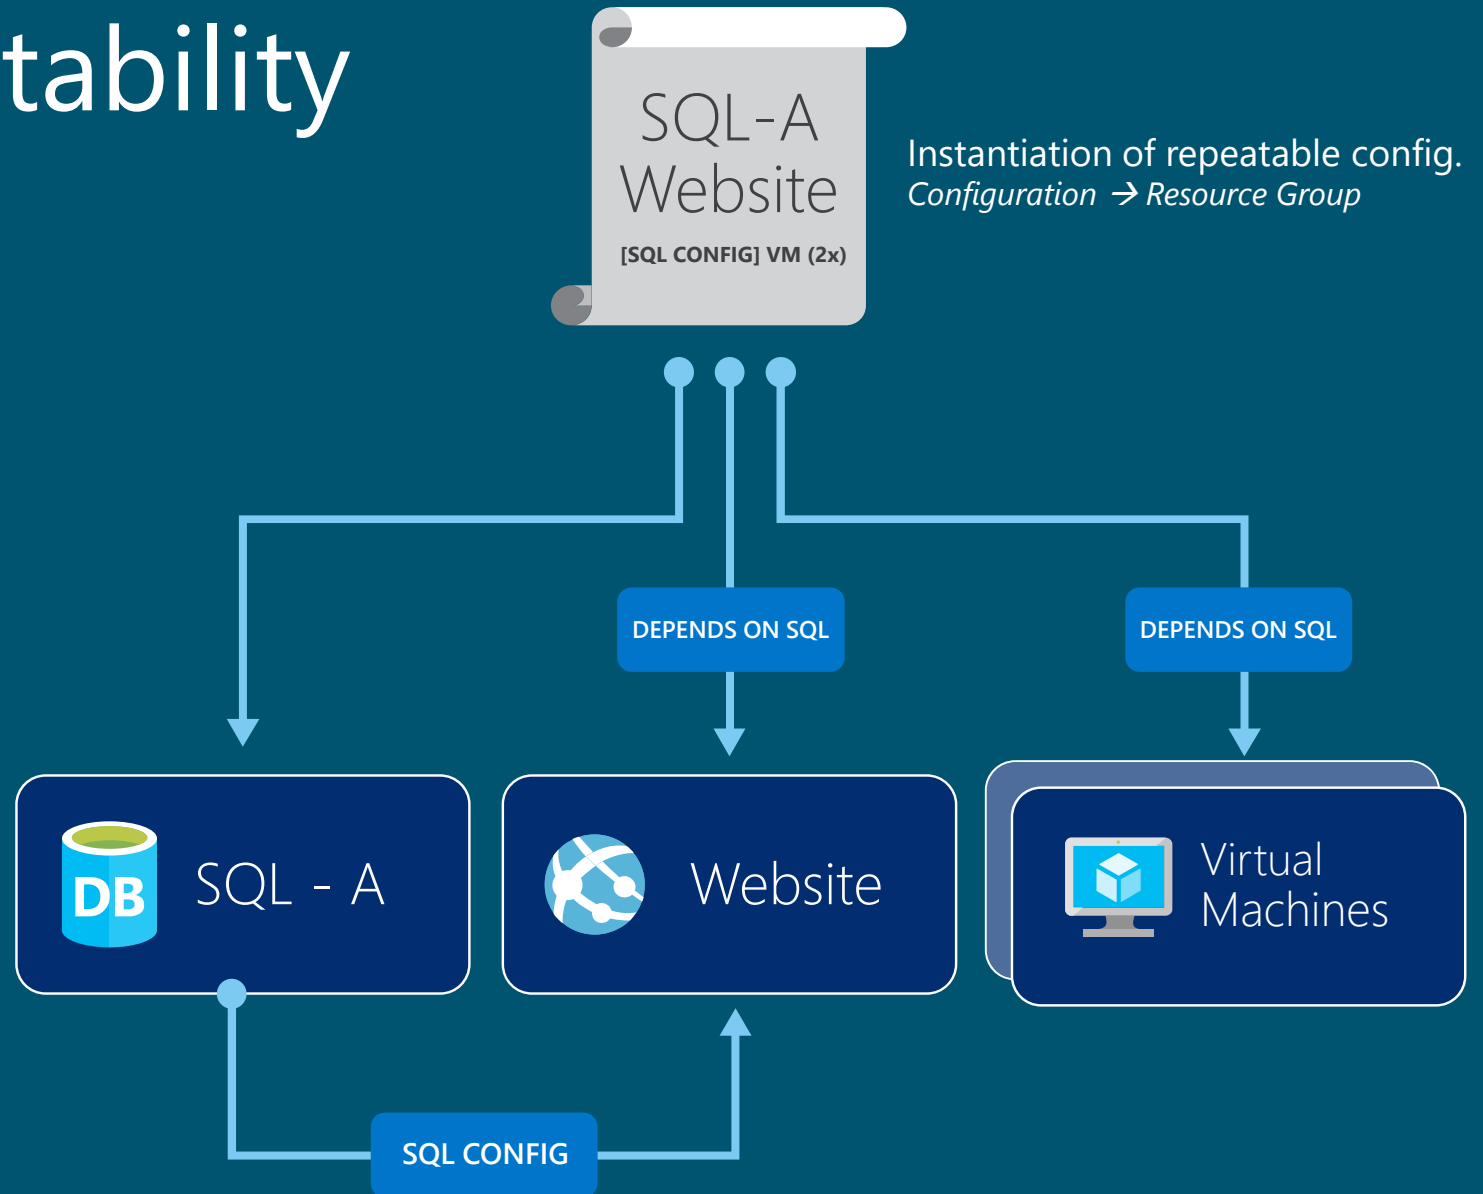 tability
SQL-A
Website
[SQL CONFIG] VM (2x)
Instantiation of repeatable config.
Configuration → Resource Group
DEPENDS ON SQL
DEPENDS ON SQL
DB
SQL - A
Website
Virtual
Machines
SQL CONFIG